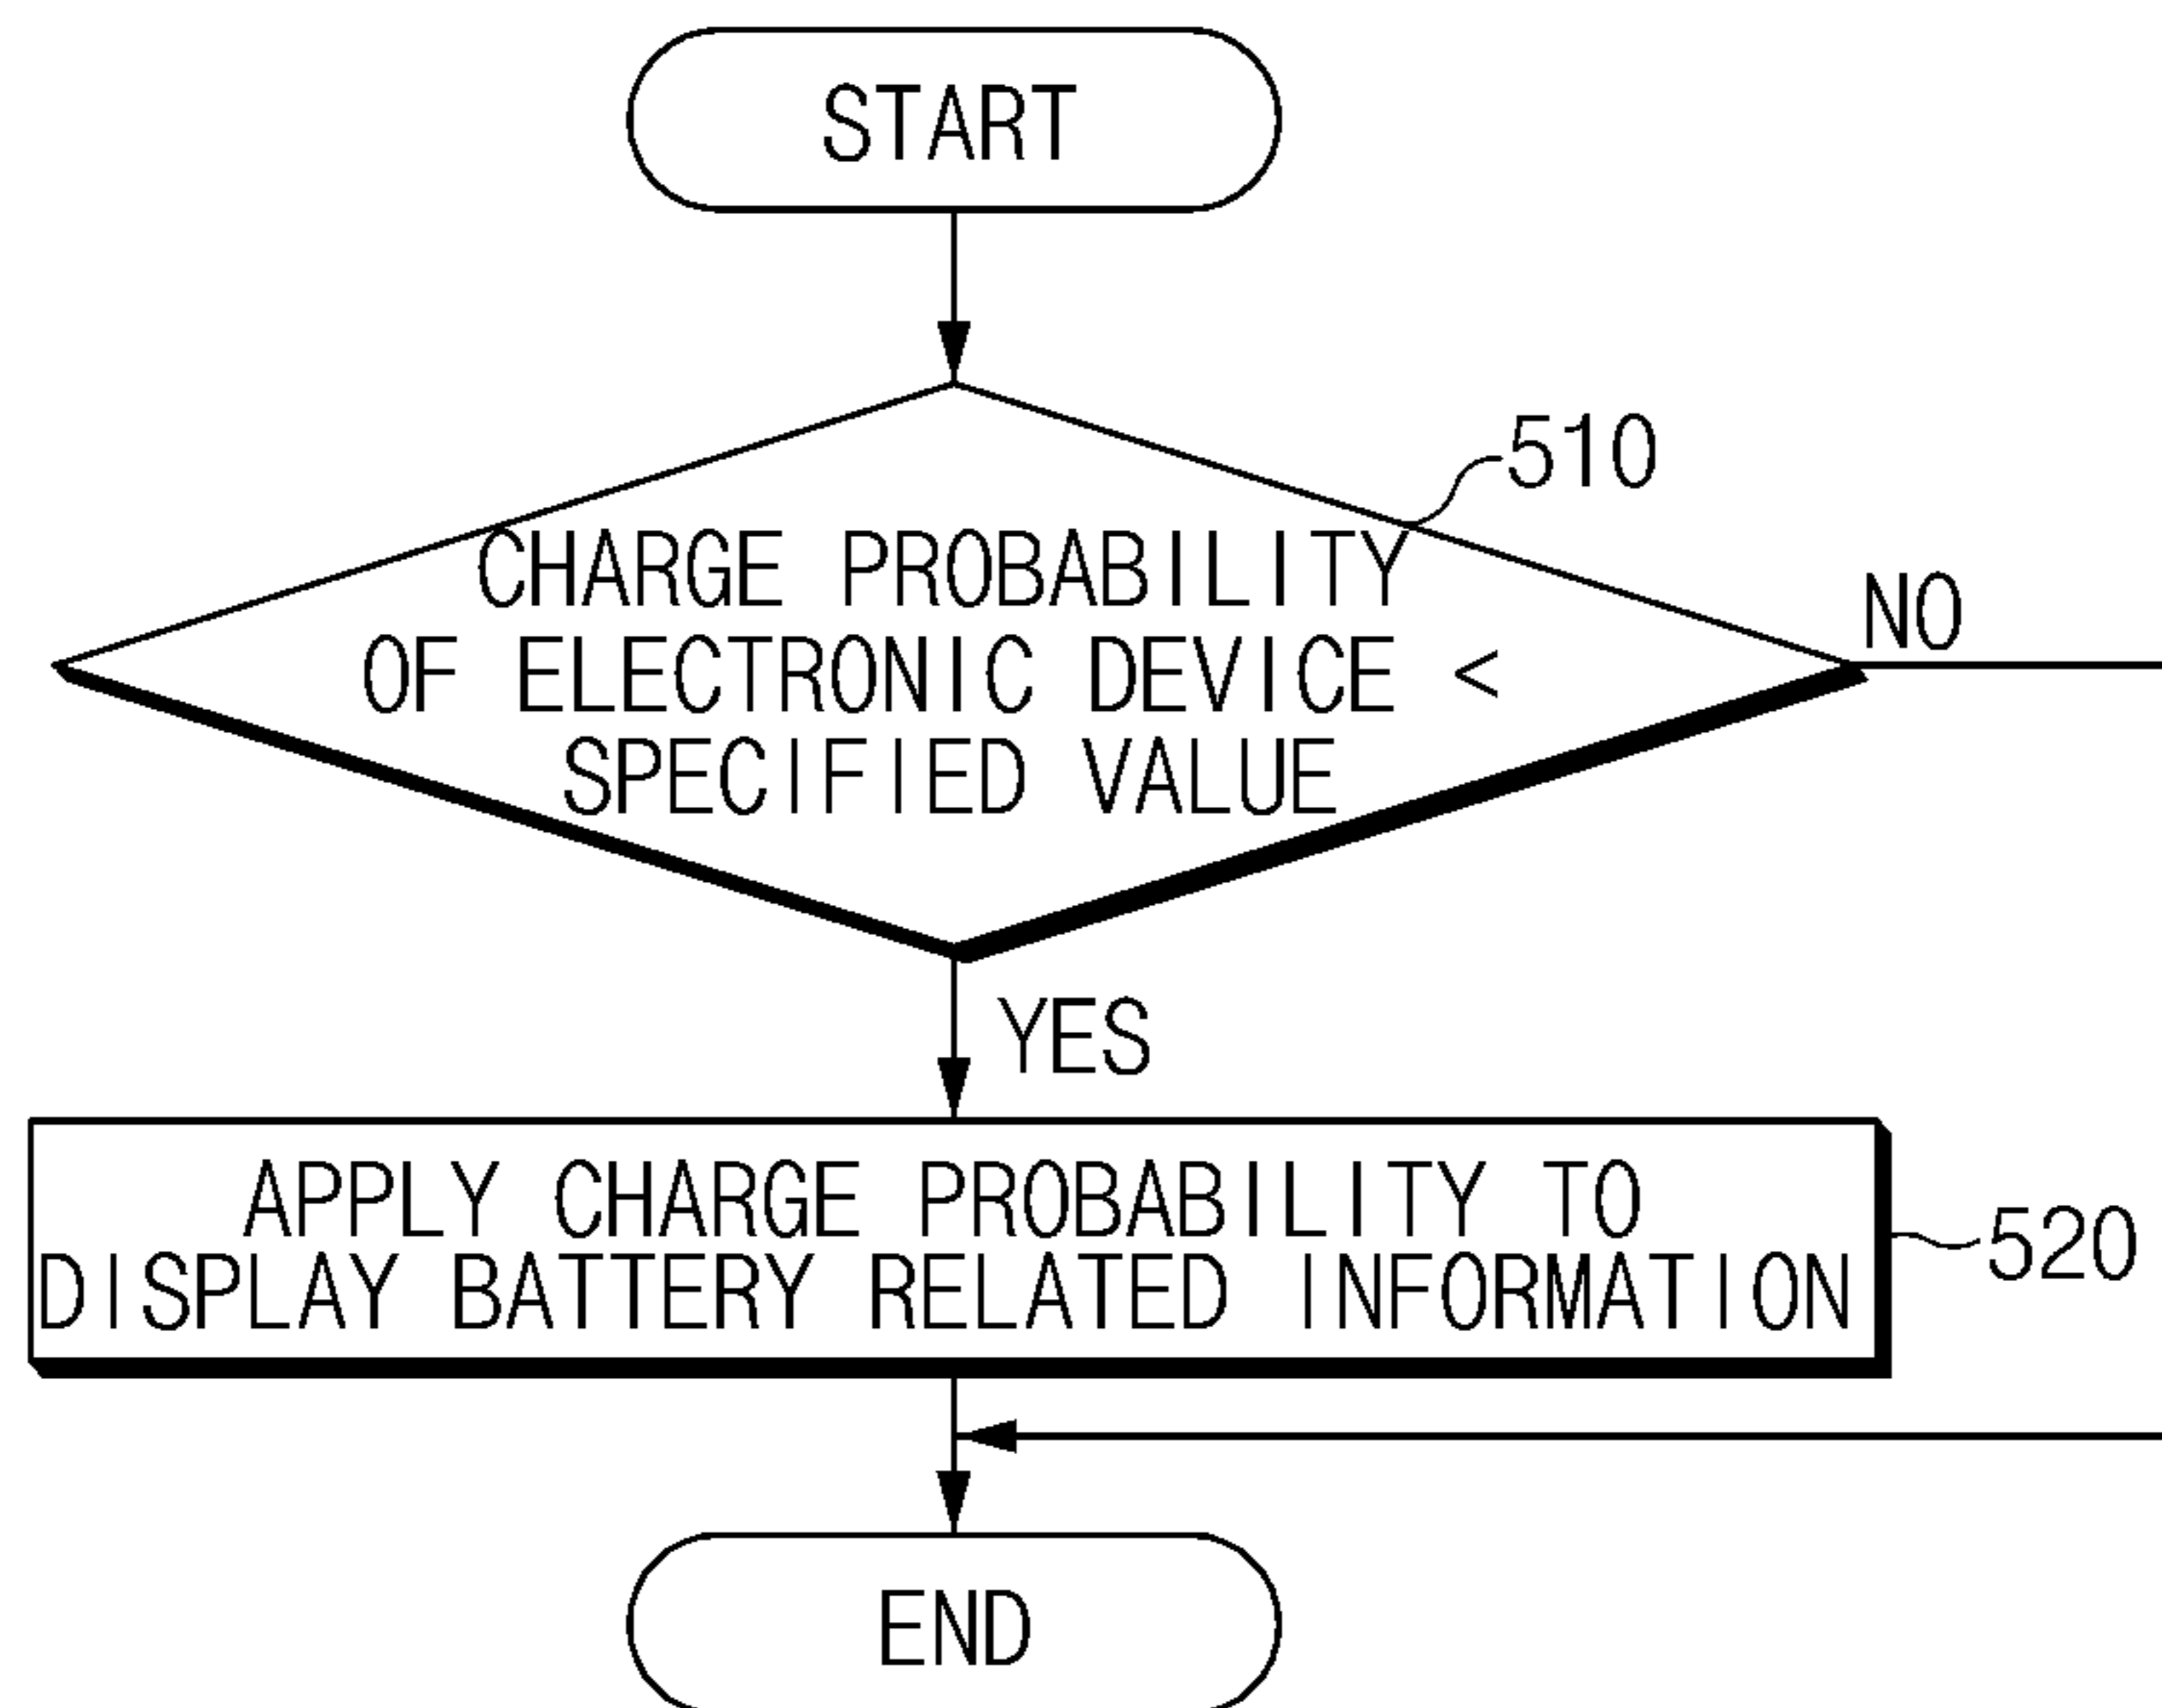 START
510
CHARGE PROBABILITY
OF ELECTRONIC DEVICE <
SPECIFIED VALUE
NO
YES
APPLY CHARGE PROBABILITY TO
DISPLAY BATTERY RELATED INFORMATION
520
END